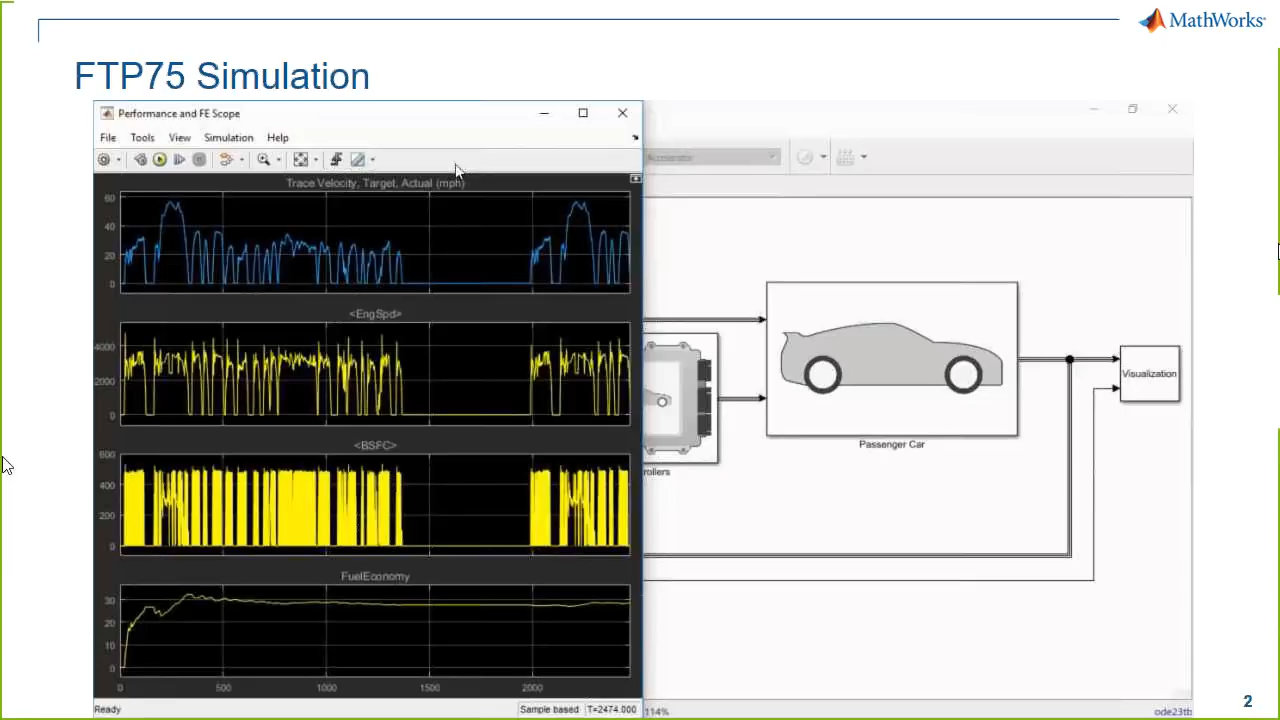 MathWorks®
FTP75 Simulation
Performance and FE Scope
File Tools View Simulation Help
Accelerator
Trace Velocity, Target, Actual (mph)
60
40
20
0
<EngSpd>
4000
2000
0
<BSFC>
600
400
200
0
FuelEconomy
30
20
10
0
0 500 1000 1500 2000
Ready Sample based T=2474.000
Visualization
Passenger Car
rollers
114% ode23tb
2